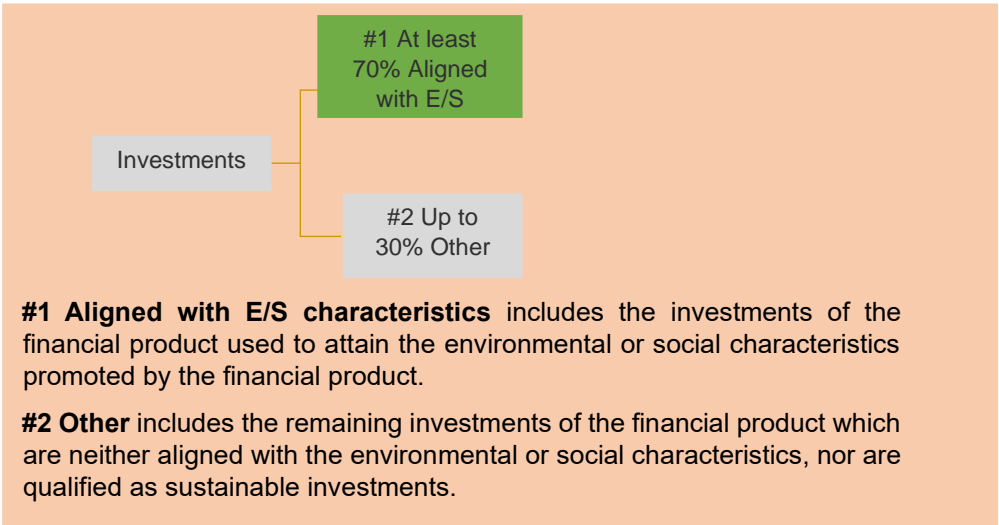 #1 At least
70% Aligned
with E/S
Investments
#2 Up to
30% Other
#1 Aligned with E/S characteristics includes the investments of the
financial product used to attain the environmental or social characteristics
promoted by the financial product.
#2 Other includes the remaining investments of the financial product which
are neither aligned with the environmental or social characteristics, nor are
qualified as sustainable investments.